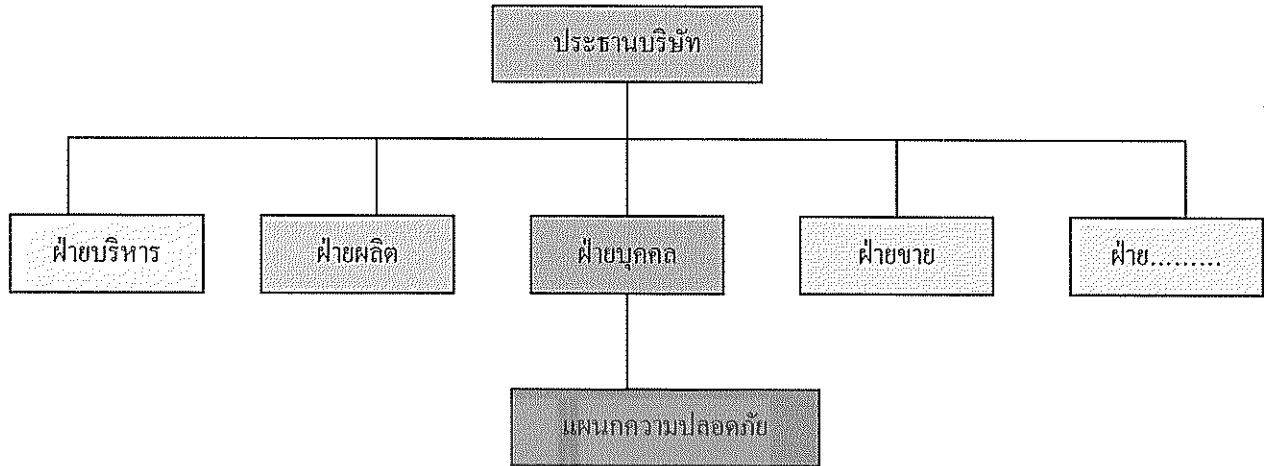 ประธานบริษัท
ฝ่ายบริหาร
ฝ่ายผลิต
ฝ่ายบุคคล
ฝ่ายขาย
ฝ่าย.........
แผนกความปลอดภัย